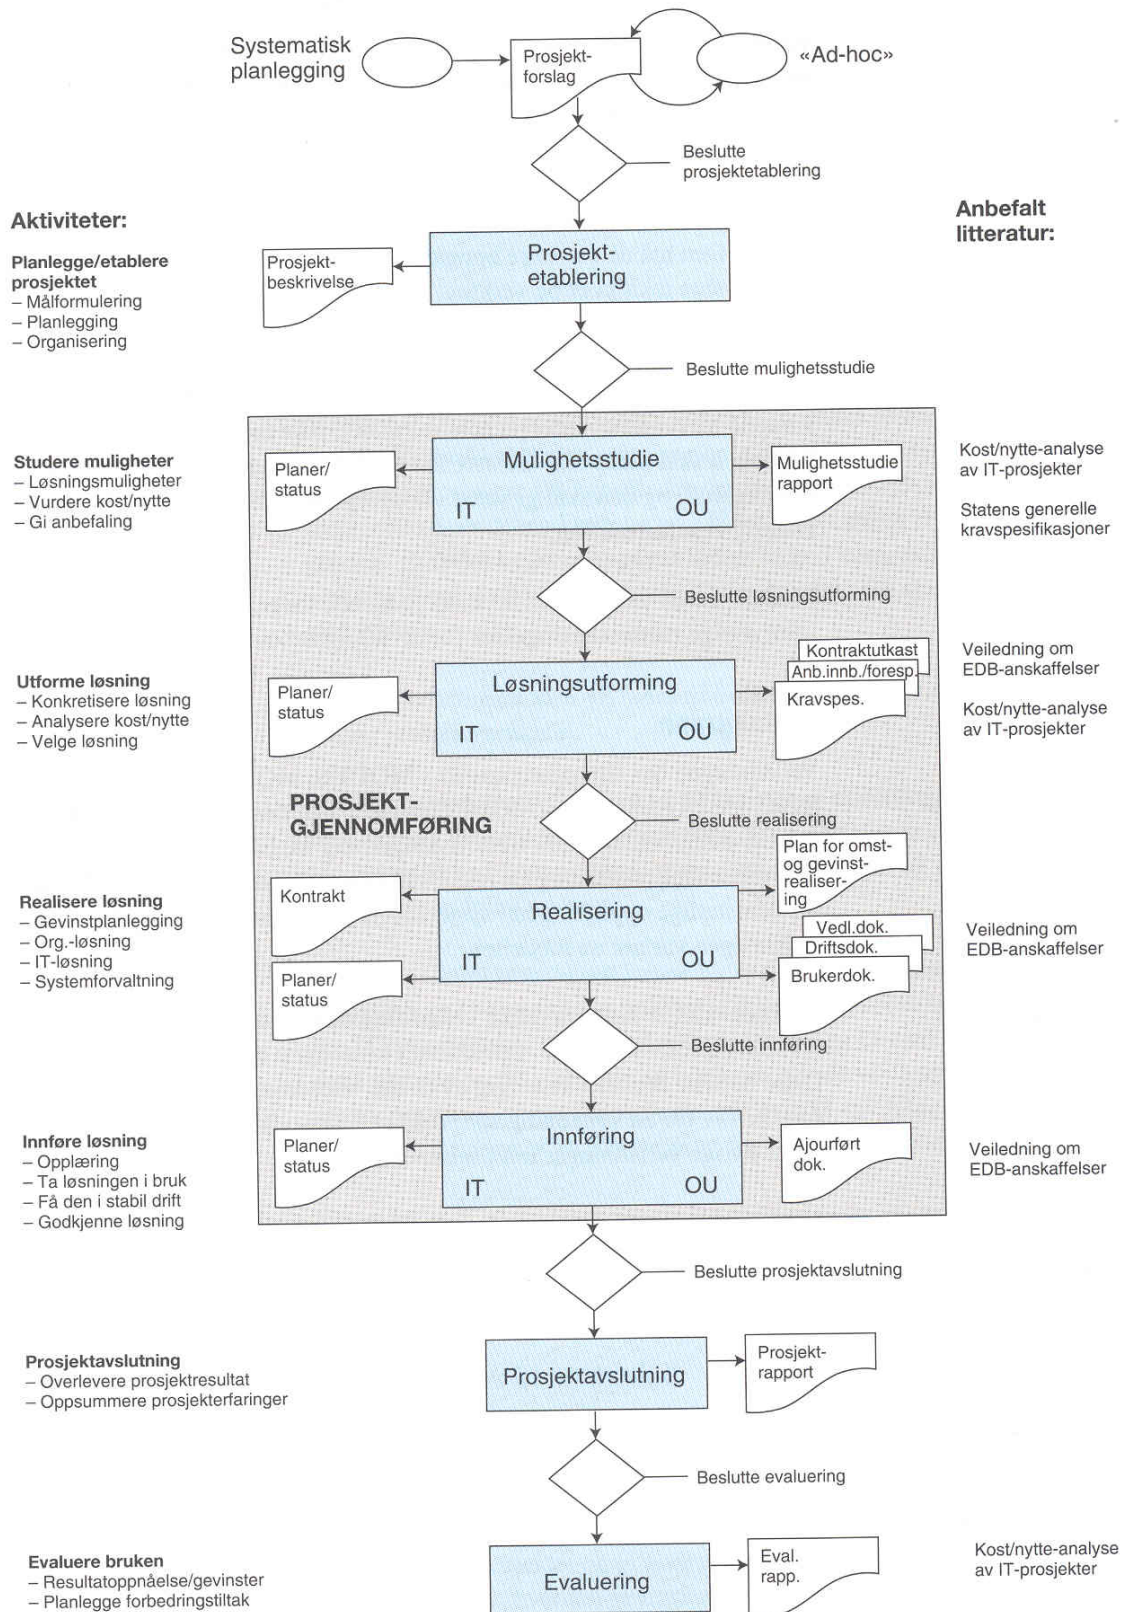 Systematisk
planlegging
Prosjekt-
forslag
«Ad-hoc»
Beslutte
prosjektetablering
Aktiviteter:
Anbefalt
litteratur:
Planlegge/etablere
prosjektet
– Målformulering
– Planlegging
– Organisering
Prosjekt-
beskrivelse
Prosjekt-
etablering
Beslutte mulighetsstudie
Studere muligheter
– Løsningsmuligheter
– Vurdere kost/nytte
– Gi anbefaling
Planer/
status
Mulighetsstudie
IT OU
Mulighetsstudie
rapport
Kost/nytte-analyse
av IT-prosjekter
Statens generelle
kravspesifikasjoner
Beslutte løsningsutforming
Utforme løsning
– Konkretisere løsning
– Analysere kost/nytte
– Velge løsning
Planer/
status
Løsningsutforming
IT OU
Kontraktutkast
Anb.innb./foresp.
Kravspes.
Veiledning om
EDB-anskaffelser
Kost/nytte-analyse
av IT-prosjekter
PROSJEKT-
GJENNOMFØRING
Beslutte realisering
Realisere løsning
– Gevinstplanlegging
– Org.-løsning
– IT-løsning
– Systemforvaltning
Kontrakt
Planer/
status
Realisering
IT OU
Plan for omst-
og gevinst-
realiser-
ing
Vedl.dok.
Driftsdok.
Brukerdok.
Veiledning om
EDB-anskaffelser
Beslutte innføring
Innføre løsning
– Opplæring
– Ta løsningen i bruk
– Få den i stabil drift
– Godkjenne løsning
Planer/
status
Innføring
IT OU
Ajourført
dok.
Veiledning om
EDB-anskaffelser
Beslutte prosjektavslutning
Prosjektavslutning
– Overlevere prosjektresultat
– Oppsummere prosjekterfaringer
Prosjektavslutning
Prosjekt-
rapport
Beslutte evaluering
Evaluere bruken
– Resultatoppnåelse/gevinster
– Planlegge forbedringstiltak
Evaluering
Eval.
rapp.
Kost/nytte-analyse
av IT-prosjekter